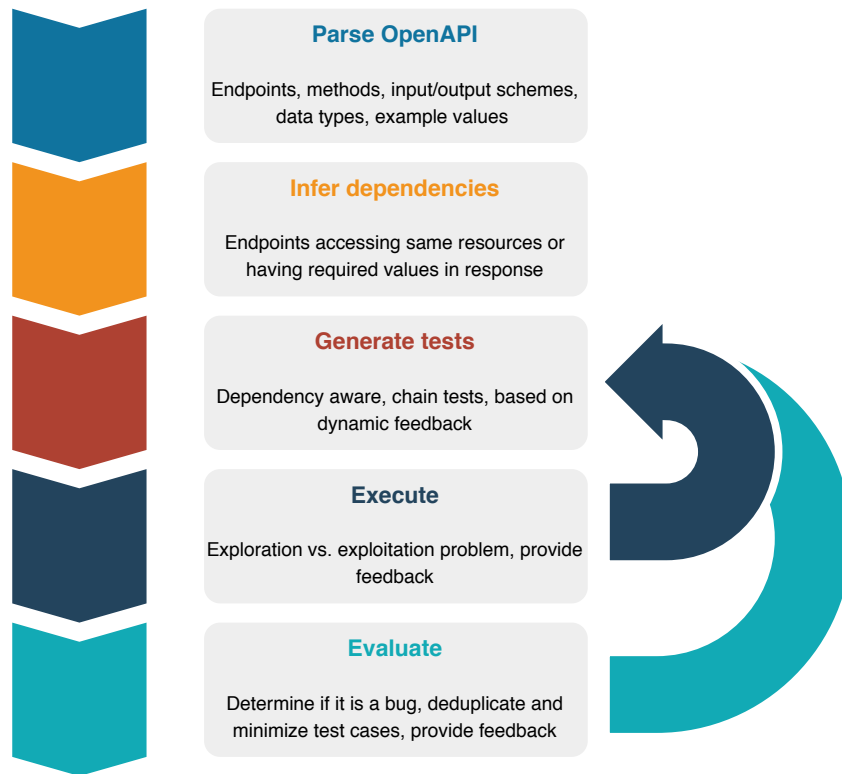 Parse OpenAPI
Endpoints, methods, input/output schemes,
data types, example values
Infer dependencies
Endpoints accessing same resources or
having required values in response
Generate tests
Dependency aware, chain tests, based on
dynamic feedback
Execute
Exploration vs. exploitation problem, provide
feedback
Evaluate
Determine if it is a bug, deduplicate and
minimize test cases, provide feedback